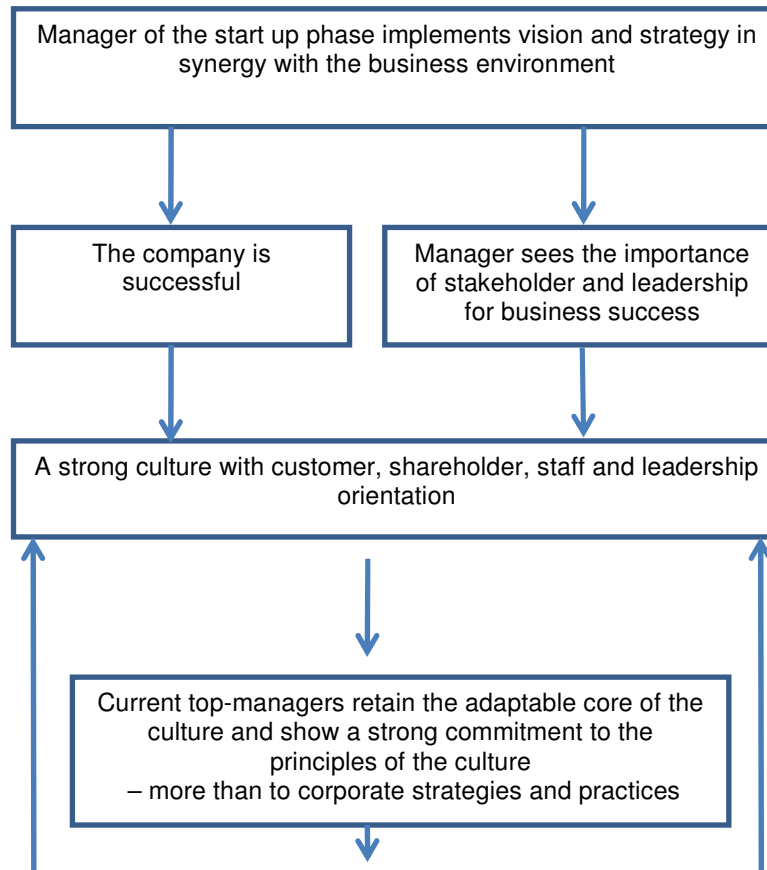 Manager of the start up phase implements vision and strategy in
synergy with the business environment
The company is
successful
Manager sees the importance
of stakeholder and leadership
for business success
A strong culture with customer, shareholder, staff and leadership
orientation
Current top-managers retain the adaptable core of the
culture and show a strong commitment to the
principles of the culture
– more than to corporate strategies and practices